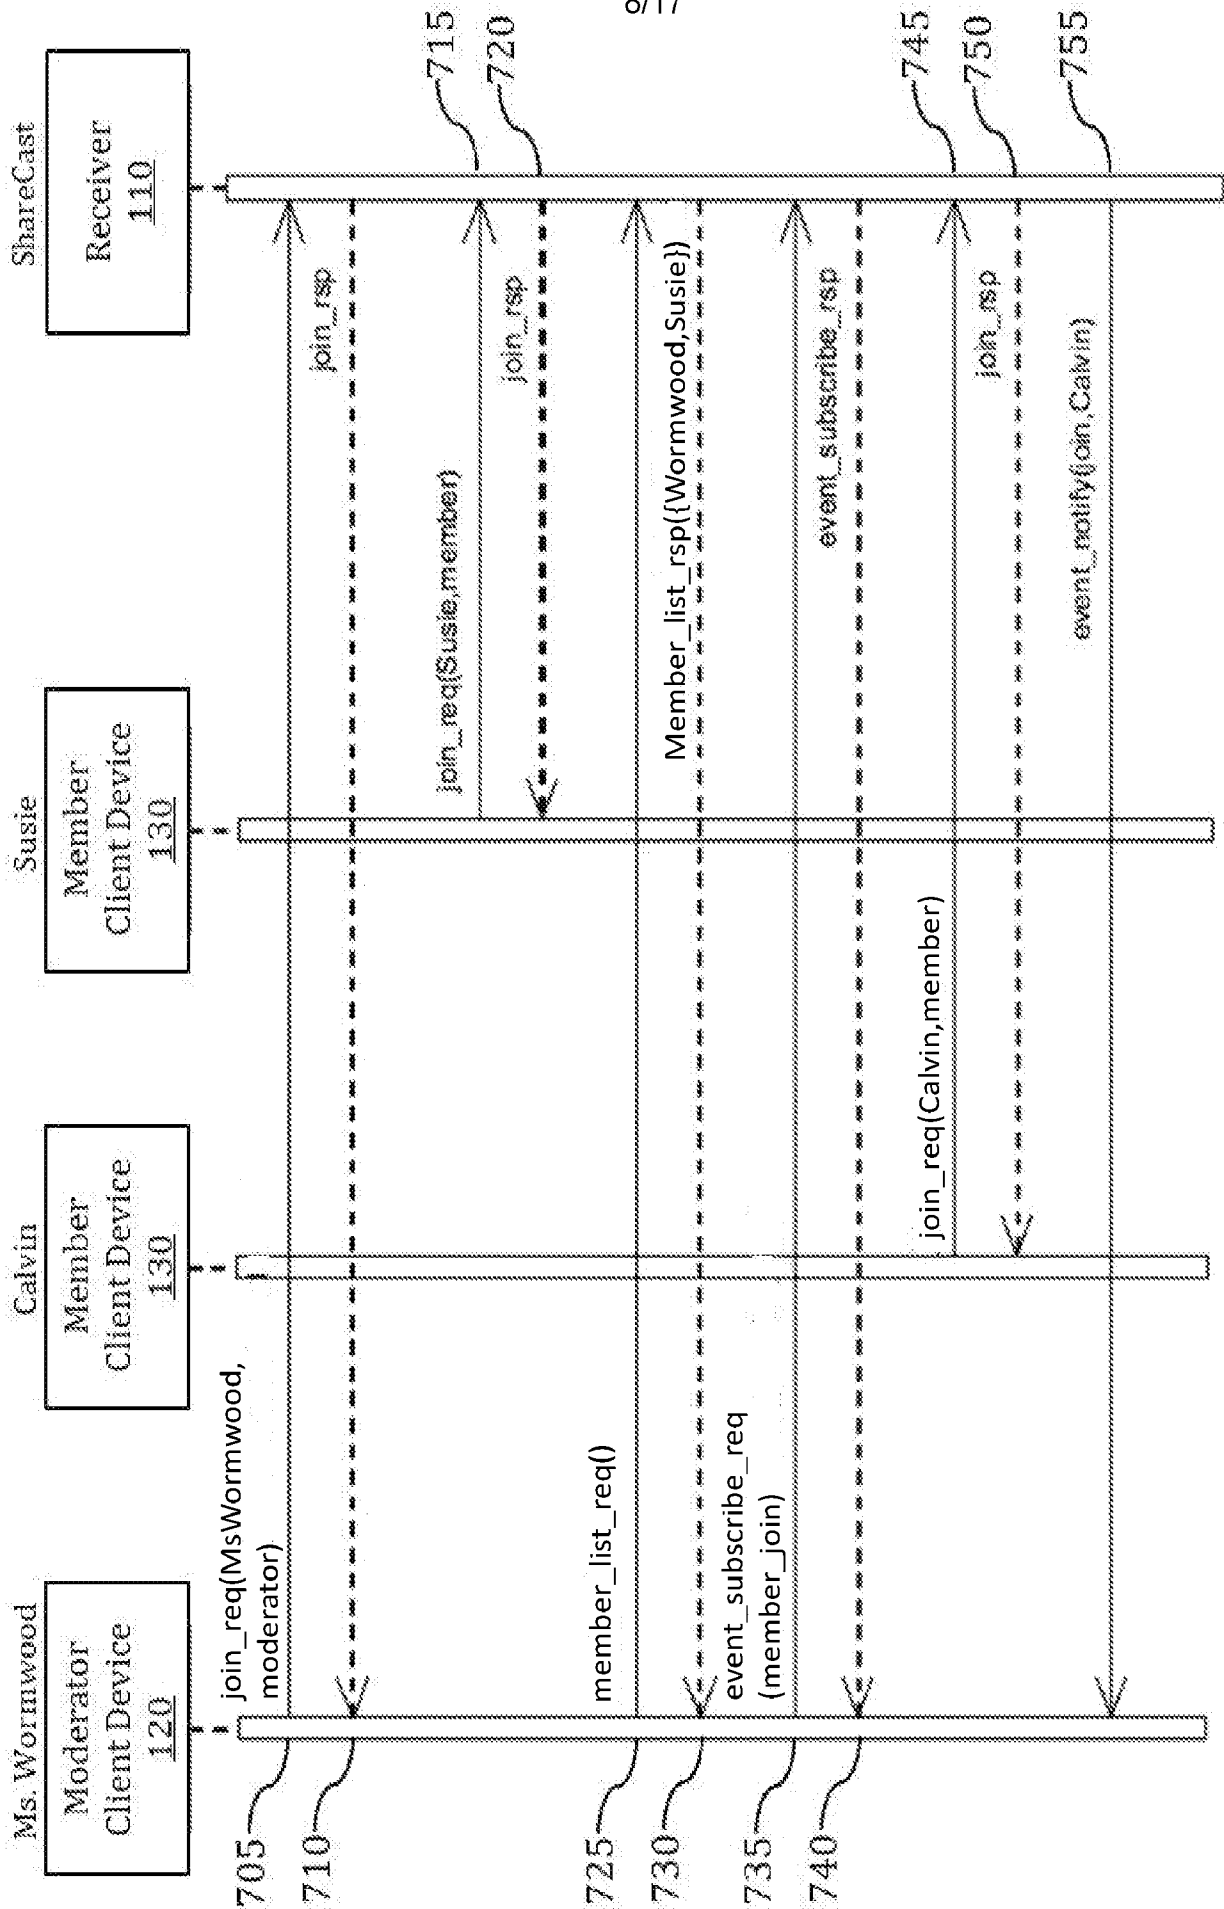 8/17
Ms. Wormwood
Moderator
Client Device
120
Calvin
Member
Client Device
130
Susie
Member
Client Device
130
ShareCast
Receiver
110
705
join_req(MsWormwood,
moderator)
710
join_rsp
join_req(Susie,member)
715
join_rsp
720
725
member_list_req()
730
Member_list_rsp({Wormwood,Susie})
735
event_subscribe_req
(member_join)
740
event_subscribe_rsp
join_req(Calvin,member)
745
join_rsp
750
event_notify(join,Calvin)
755